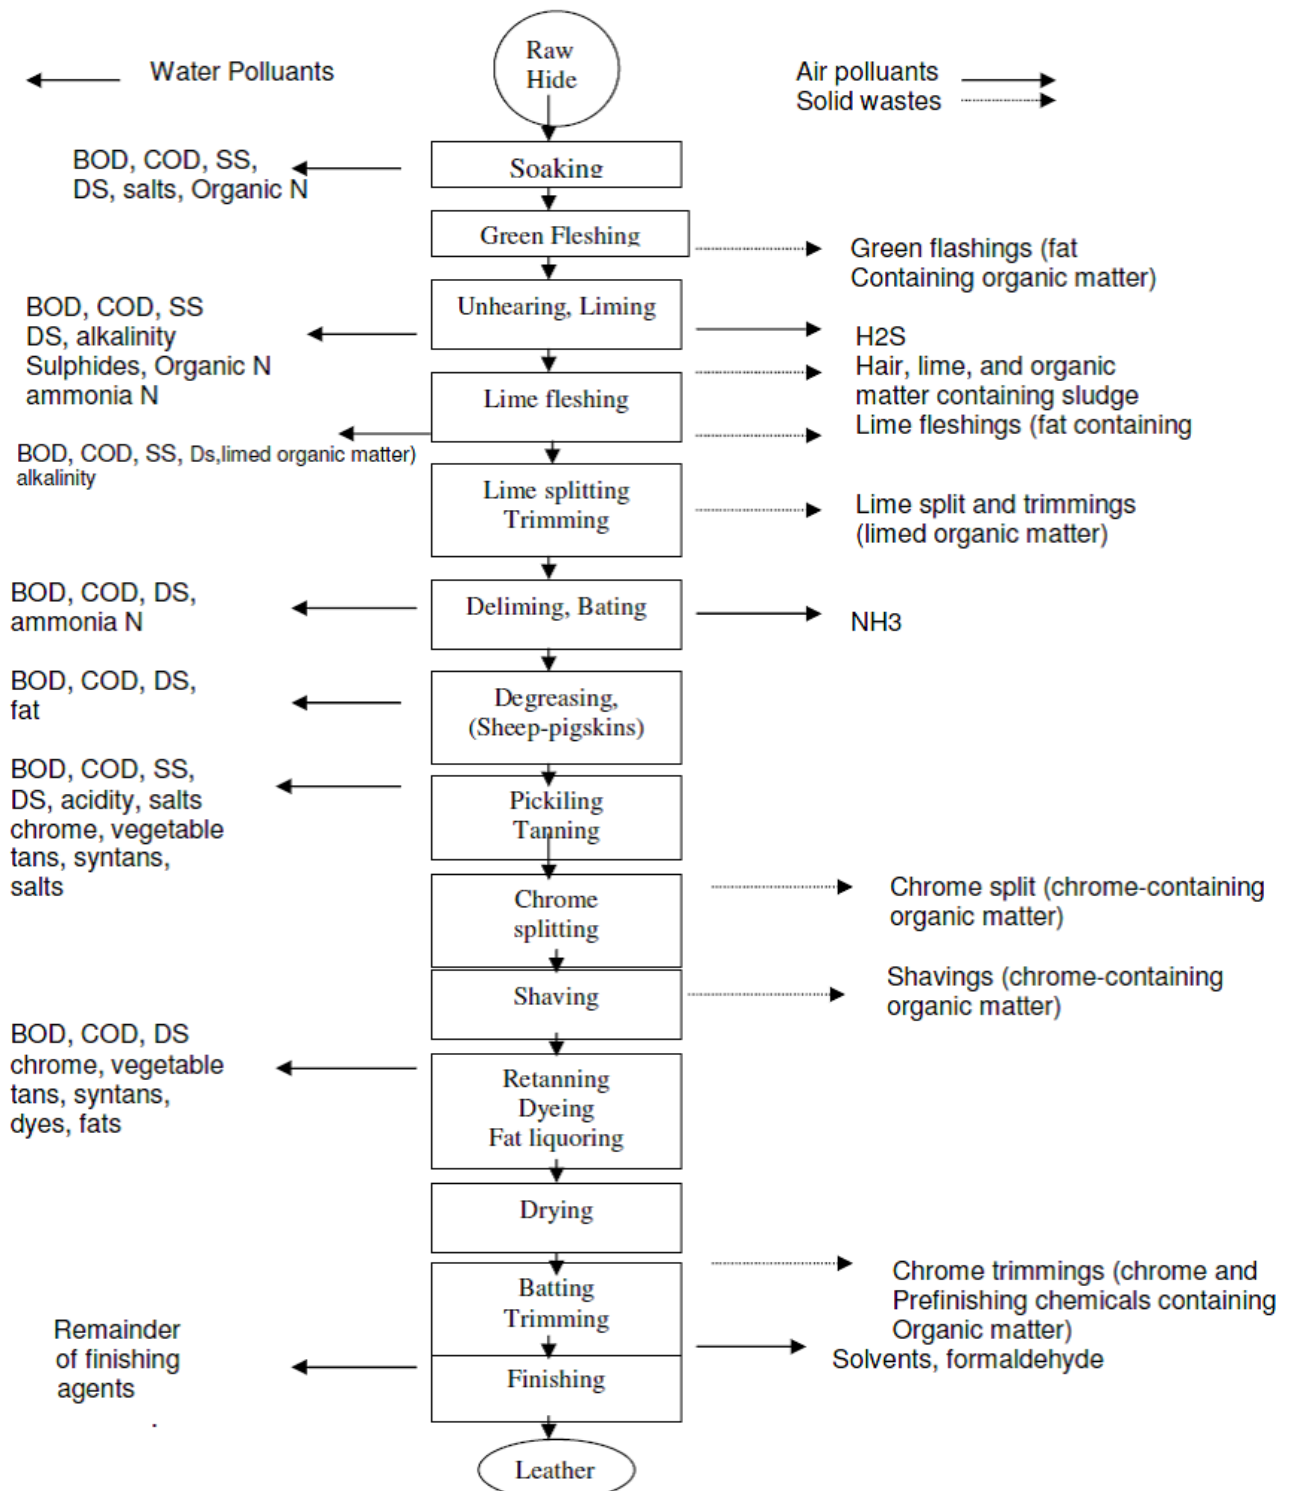 Raw
Hide
Water Polluants
Air polluants
Solid wastes
BOD, COD, SS,
DS, salts, Organic N
Soaking
Green Fleshing
Green flashings (fat
Containing organic matter)
BOD, COD, SS
DS, alkalinity
Sulphides, Organic N
ammonia N
Unhearing, Liming
H2S
Hair, lime, and organic
matter containing sludge
Lime fleshing
Lime fleshings (fat containing
BOD, COD, SS, Ds,limed organic matter)
alkalinity
Lime splitting
Trimming
Lime split and trimmings
(limed organic matter)
BOD, COD, DS,
ammonia N
Deliming, Bating
NH3
BOD, COD, DS,
fat
Degreasing,
(Sheep-pigskins)
BOD, COD, SS,
DS, acidity, salts
chrome, vegetable
tans, syntans,
salts
Pickiling
Tanning
Chrome
splitting
Chrome split (chrome-containing
organic matter)
Shaving
Shavings (chrome-containing
organic matter)
BOD, COD, DS
chrome, vegetable
tans, syntans,
dyes, fats
Retanning
Dyeing
Fat liquoring
Drying
Batting
Trimming
Chrome trimmings (chrome and
Prefinishing chemicals containing
Organic matter)
Solvents, formaldehyde
Remainder
of finishing
agents
.
Finishing
Leather